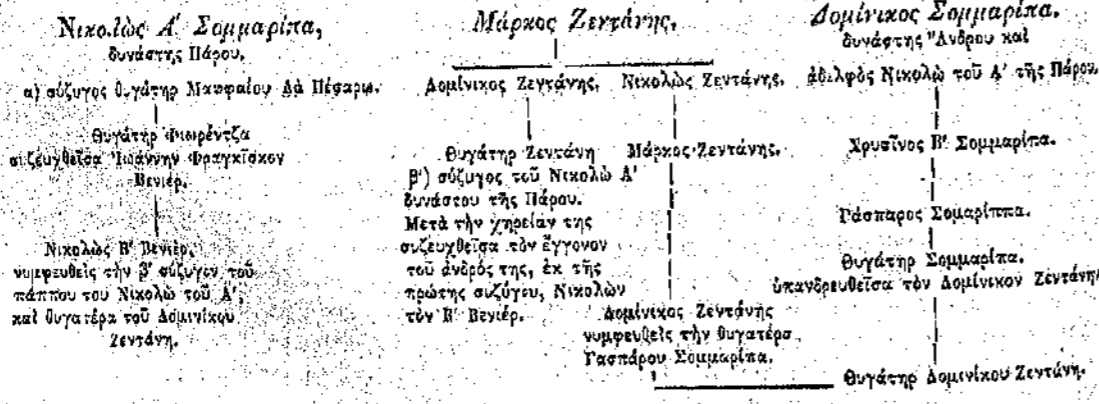 Νικολὼς Α΄ Σομμαρίπα,
δυνάστης Πάρου,
α) σύζυγος θυγάτηρ Μαφφαίου Δὰ Πέσαρω.
Θυγάτηρ Φιωρέντζα
συζευχθεῖσα Ἰωάννην Φραγκῖσκον
Βενιέρ.
Νικολὼς Β΄ Βενιέρ,
νυμφευθεὶς τὴν β΄ σύζυγον τοῦ
πάππου του Νικολὼ τοῦ Α΄,
καὶ θυγατέρα τοῦ Δομινίκου
Ζεντάνη.
Μάρκος Ζεντάνης,
Δομίνικος Ζεντάνης. Νικολὼς Ζεντάνης.
Θυγάτηρ Ζεντάνη
β΄) σύζυγος τοῦ Νικολὼ Α΄
δυνάστου τῆς Πάρου.
Μετὰ τὴν χηρείαν της
συζευχθεῖσα τὸν ἔγγονον
τοῦ ἀνδρός της, ἐκ τῆς
πρώτης συζύγου, Νικολὼν
τὸν Β΄ Βενιέρ.
Μάρκος Ζεντάνης.
Δομίνικος Ζεντάνης
νυμφευθεὶς τὴν θυγατέρα
Γασπάρου Σομμαρίπα.
Δομίνικος Σομμαρίπα.
δυνάστης Ἄνδρου καὶ
ἀδελφὸς Νικολὼ τοῦ Α΄ τῆς Πάρου.
Χρυσῖνος Β΄ Σομμαρίπα.
Γάσπαρος Σομαρίππα.
Θυγάτηρ Σομμαρίπα.
ὑπανδρευθεῖσα τὸν Δομίνικον Ζεντάνη
Θυγάτηρ Δομινίκου Ζεντάνη.